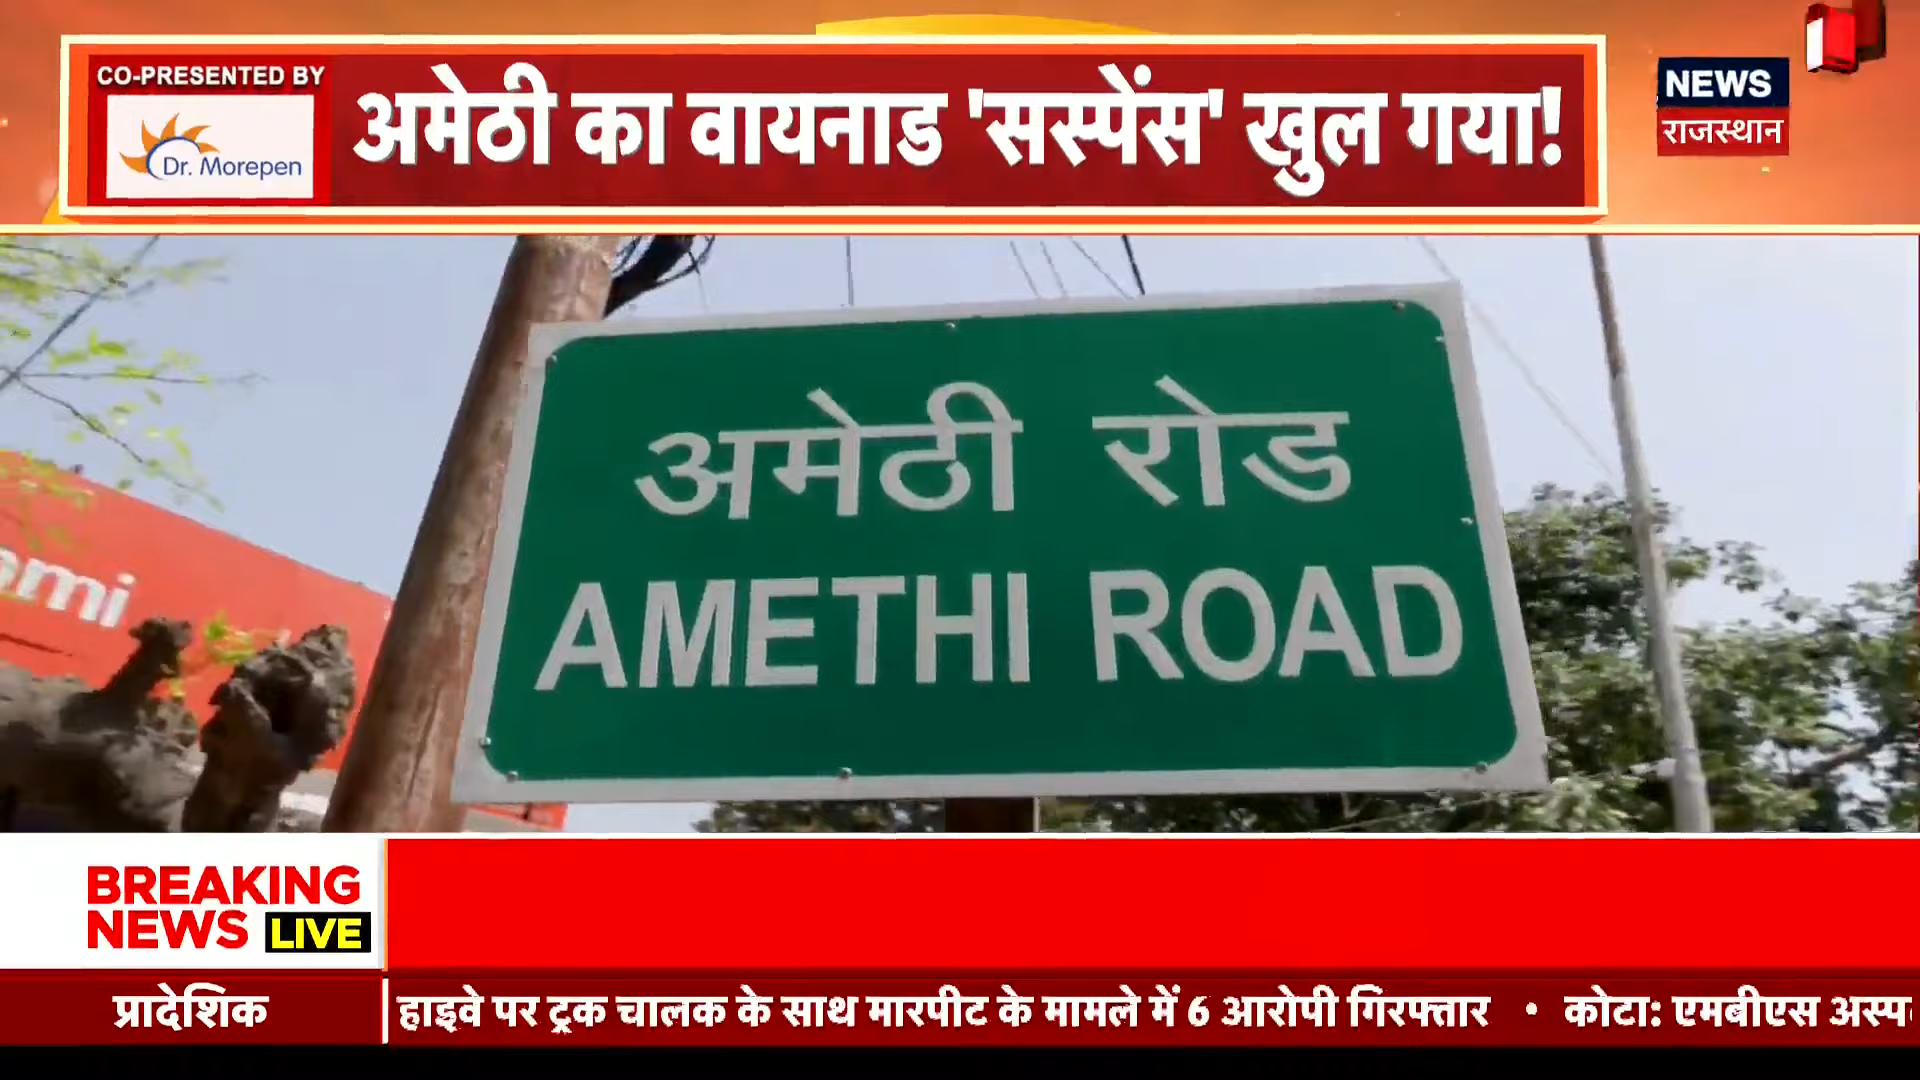 CO-PRESENTED BY
Dr. Morepen
अमेठी का वायनाड 'सस्पेंस' खुल गया!
NEWS
राजस्थान
अमेठी रोड
AMETHI ROAD
BREAKING
NEWS LIVE
प्रादेशिक
हाइवे पर ट्रक चालक के साथ मारपीट के मामले में 6 आरोपी गिरफ्तार • कोटा: एमबीएस